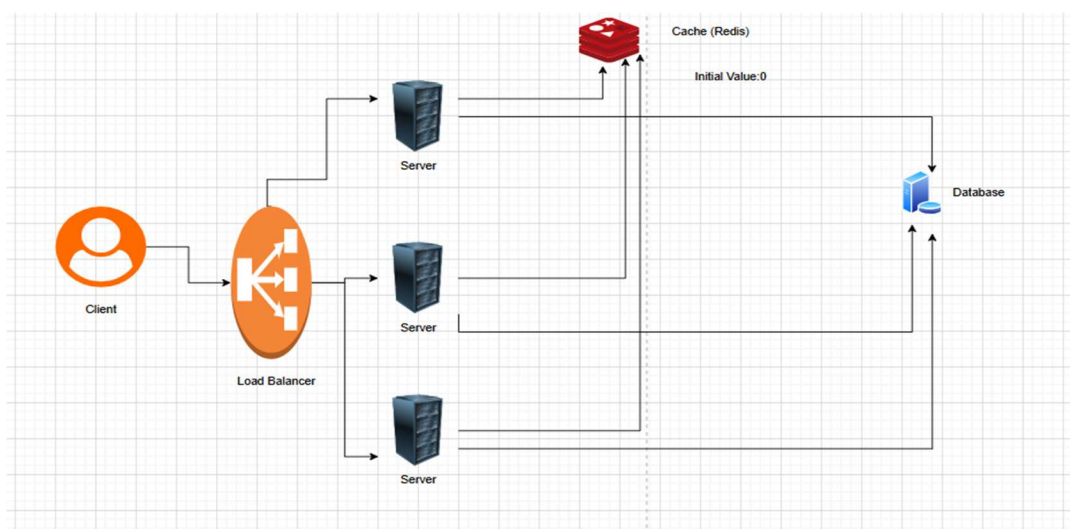 Cache (Redis)
Initial Value:0
Server
Database
Client
Server
Load Balancer
Server